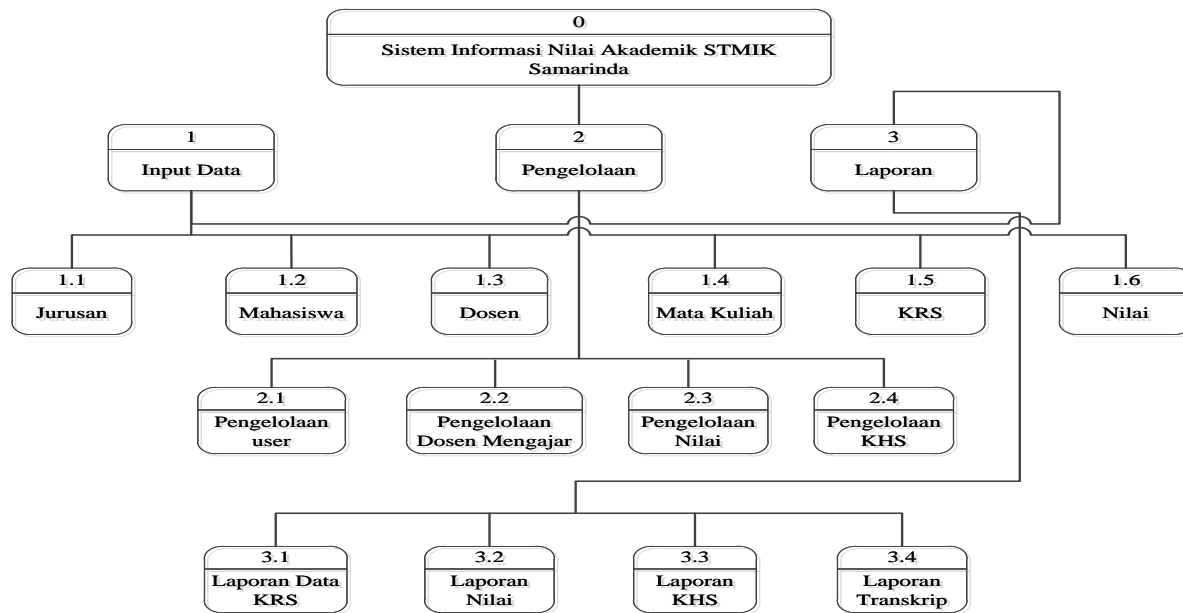 0
Sistem Informasi Nilai Akademik STMIK
Samarinda
1
Input Data
2
Pengelolaan
3
Laporan
1.1
Jurusan
1.2
Mahasiswa
1.3
Dosen
1.4
Mata Kuliah
1.5
KRS
1.6
Nilai
2.1
Pengelolaan
user
2.2
Pengelolaan
Dosen Mengajar
2.3
Pengelolaan
Nilai
2.4
Pengelolaan
KHS
3.1
Laporan Data
KRS
3.2
Laporan
Nilai
3.3
Laporan
KHS
3.4
Laporan
Transkrip